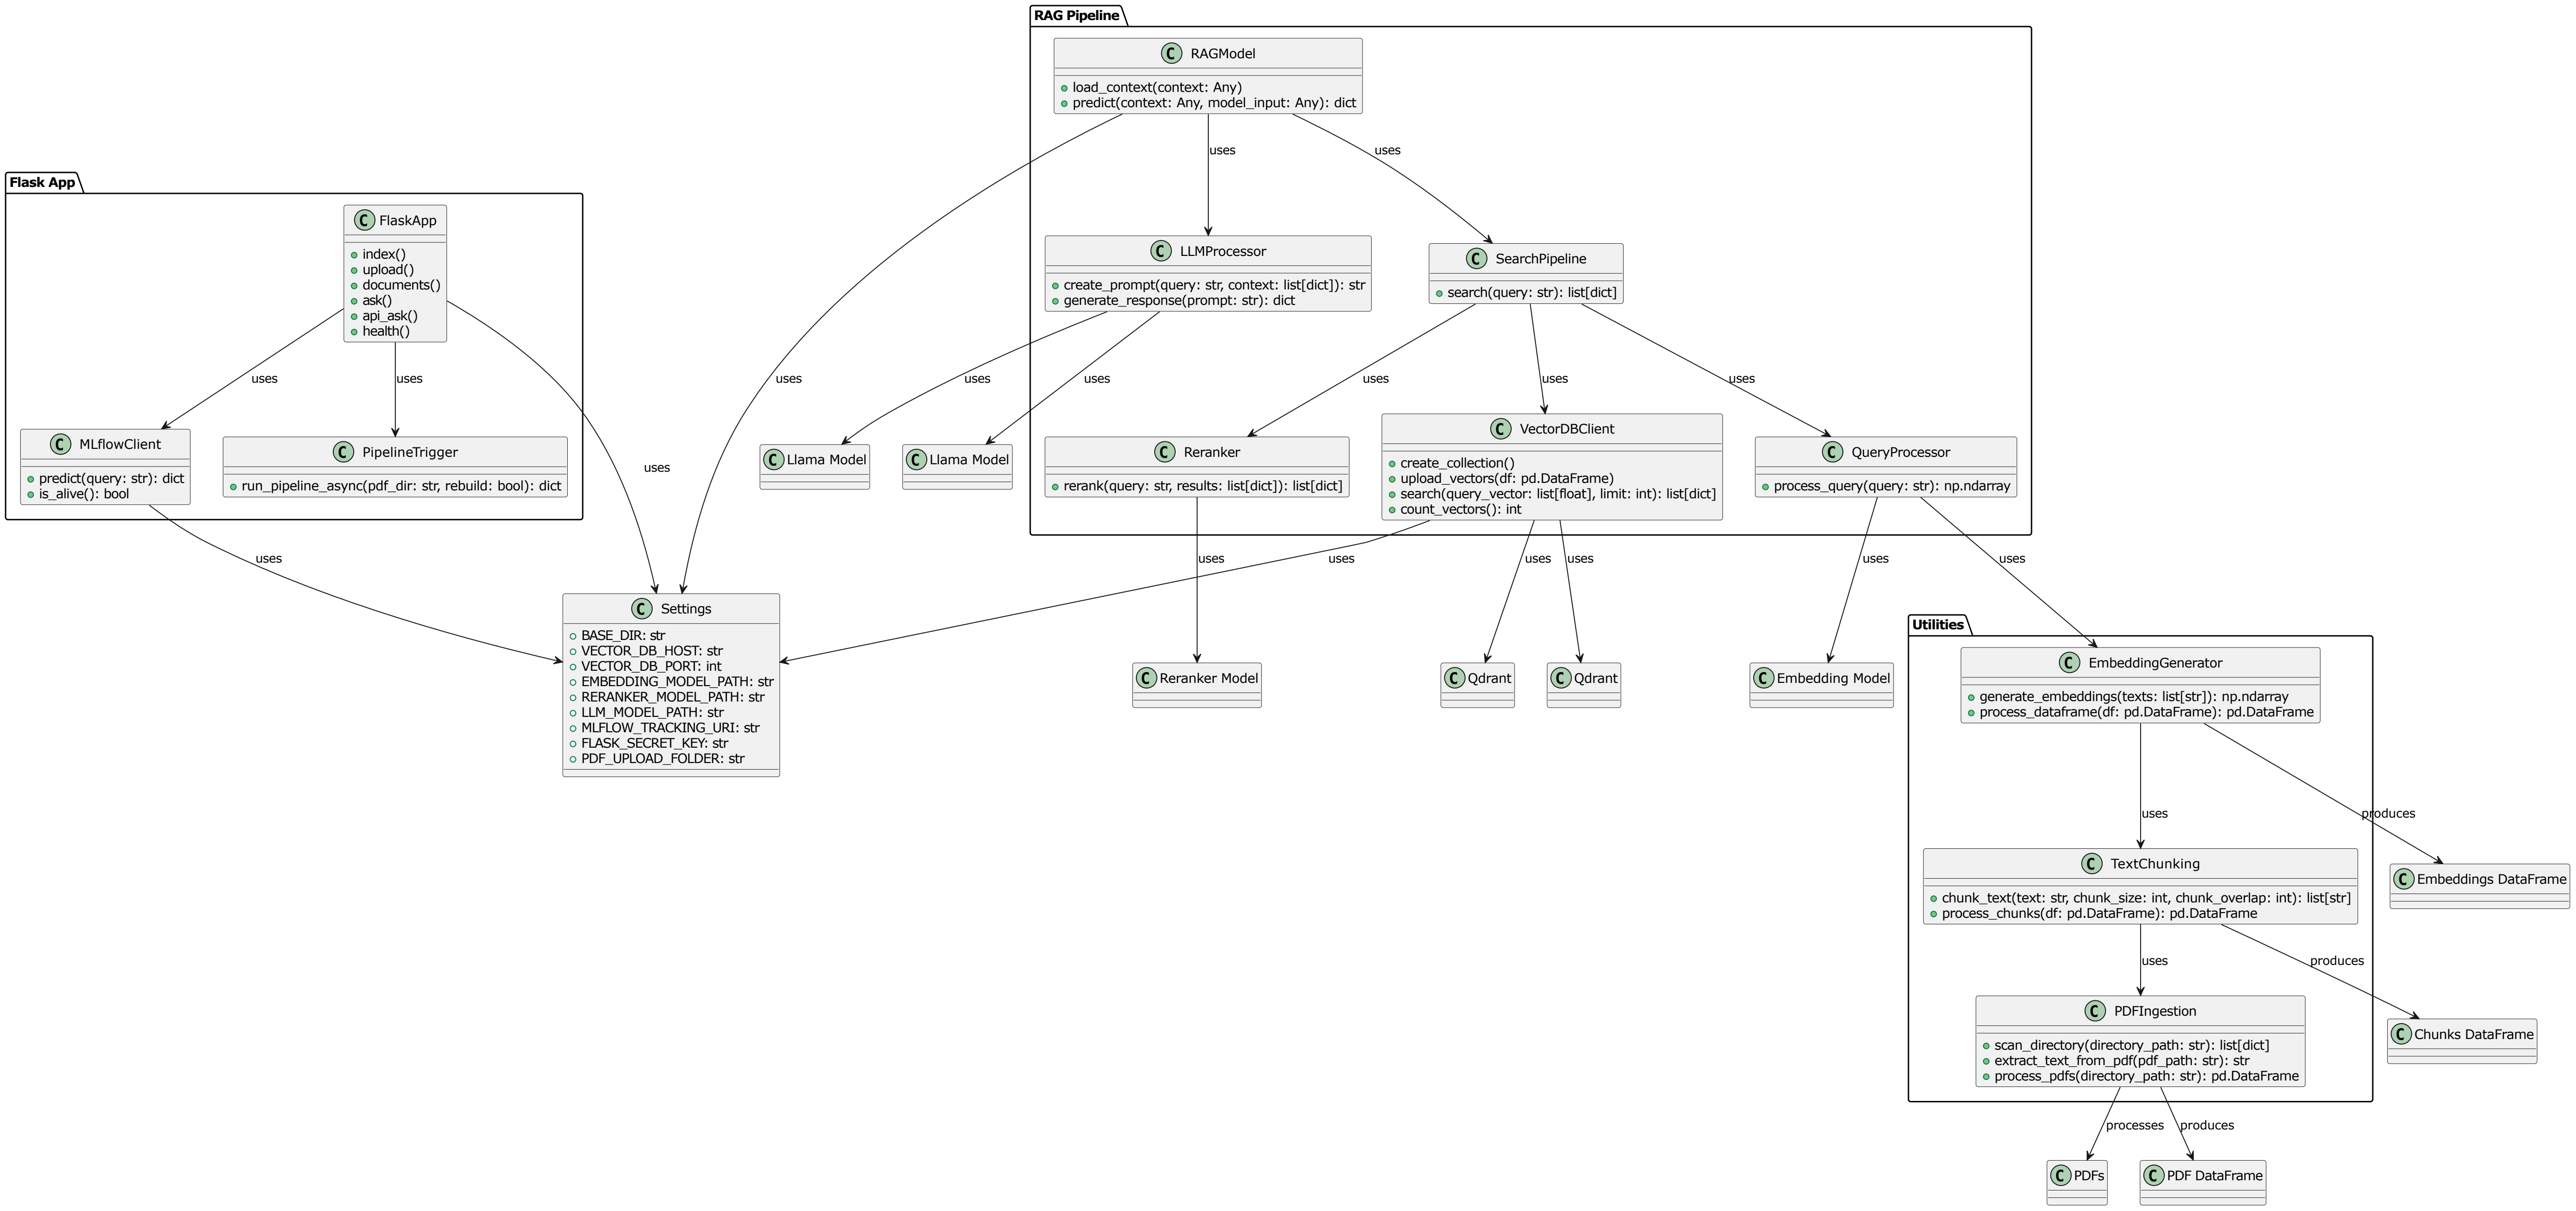 RAG Pipeline
C RAGModel
load_context(context: Any)
predict(context: Any, model_input: Any): dict
uses
uses
uses
Flask App
C FlaskApp
index()
upload()
documents()
ask()
api_ask()
health()
uses
uses
uses
C MLflowClient
predict(query: str): dict
is_alive(): bool
C PipelineTrigger
run_pipeline_async(pdf_dir: str, rebuild: bool): dict
uses
C LLMProcessor
create_prompt(query: str, context: list[dict]): str
generate_response(prompt: str): dict
uses
uses
C Llama Model
C Llama Model
C SearchPipeline
search(query: str): list[dict]
uses
uses
uses
C Reranker
rerank(query: str, results: list[dict]): list[dict]
C VectorDBClient
create_collection()
upload_vectors(df: pd.DataFrame)
search(query_vector: list[float], limit: int): list[dict]
count_vectors(): int
C QueryProcessor
process_query(query: str): np.ndarray
uses
uses
uses
uses
uses
uses
C Settings
BASE_DIR: str
VECTOR_DB_HOST: str
VECTOR_DB_PORT: int
EMBEDDING_MODEL_PATH: str
RERANKER_MODEL_PATH: str
LLM_MODEL_PATH: str
MLFLOW_TRACKING_URI: str
FLASK_SECRET_KEY: str
PDF_UPLOAD_FOLDER: str
C Reranker Model
C Qdrant
C Qdrant
C Embedding Model
Utilities
C EmbeddingGenerator
generate_embeddings(texts: list[str]): np.ndarray
process_dataframe(df: pd.DataFrame): pd.DataFrame
uses
produces
C TextChunking
chunk_text(text: str, chunk_size: int, chunk_overlap: int): list[str]
process_chunks(df: pd.DataFrame): pd.DataFrame
C Embeddings DataFrame
uses
produces
C PDFIngestion
scan_directory(directory_path: str): list[dict]
extract_text_from_pdf(pdf_path: str): str
process_pdfs(directory_path: str): pd.DataFrame
C Chunks DataFrame
processes
produces
C PDFs
C PDF DataFrame